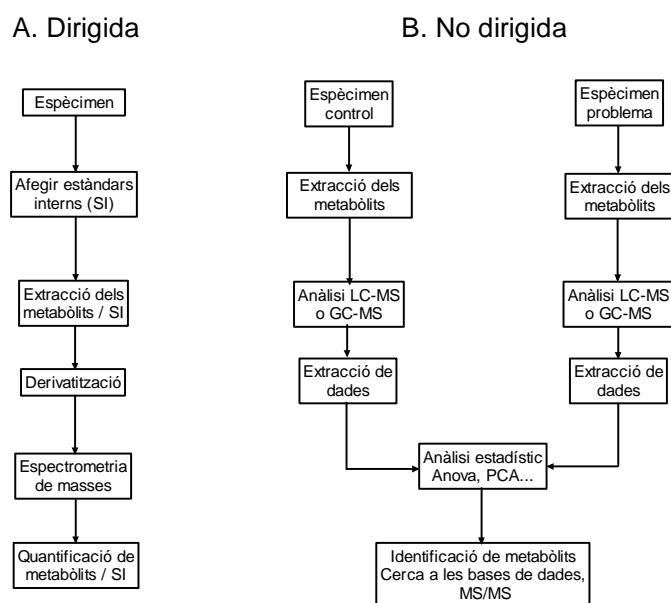 A. Dirigida
Espècimen
Afegir estàndars
interns (SI)
Extracció dels
metabòlits / SI
Derivatització
Espectrometria
de masses
Quantificació de
metabòlits / SI
B. No dirigida
Espècimen
control
Extracció dels
metabòlits
Anàlisi LC-MS
o GC-MS
Extracció de
dades
Espècimen
problema
Extracció dels
metabòlits
Anàlisi LC-MS
o GC-MS
Extracció de
dades
Anàlisi estadístic
Anova, PCA...
Identificació de metabòlits
Cerca a les bases de dades,
MS/MS